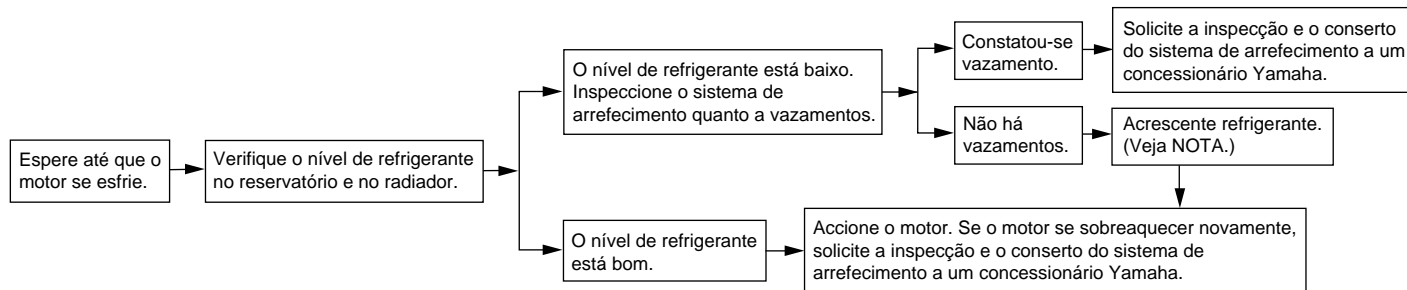 Espere até que o
motor se esfrie.
Verifique o nível de refrigerante
no reservatório e no radiador.
O nível de refrigerante está baixo.
Inspeccione o sistema de
arrefecimento quanto a vazamentos.
Constatou-se
vazamento.
Solicite a inspecção e o conserto
do sistema de arrefecimento a um
concessionário Yamaha.
Não há
vazamentos.
Acrescente refrigerante.
(Veja NOTA.)
O nível de refrigerante
está bom.
Accione o motor. Se o motor se sobreaquecer novamente,
solicite a inspecção e o conserto do sistema de
arrefecimento a um concessionário Yamaha.